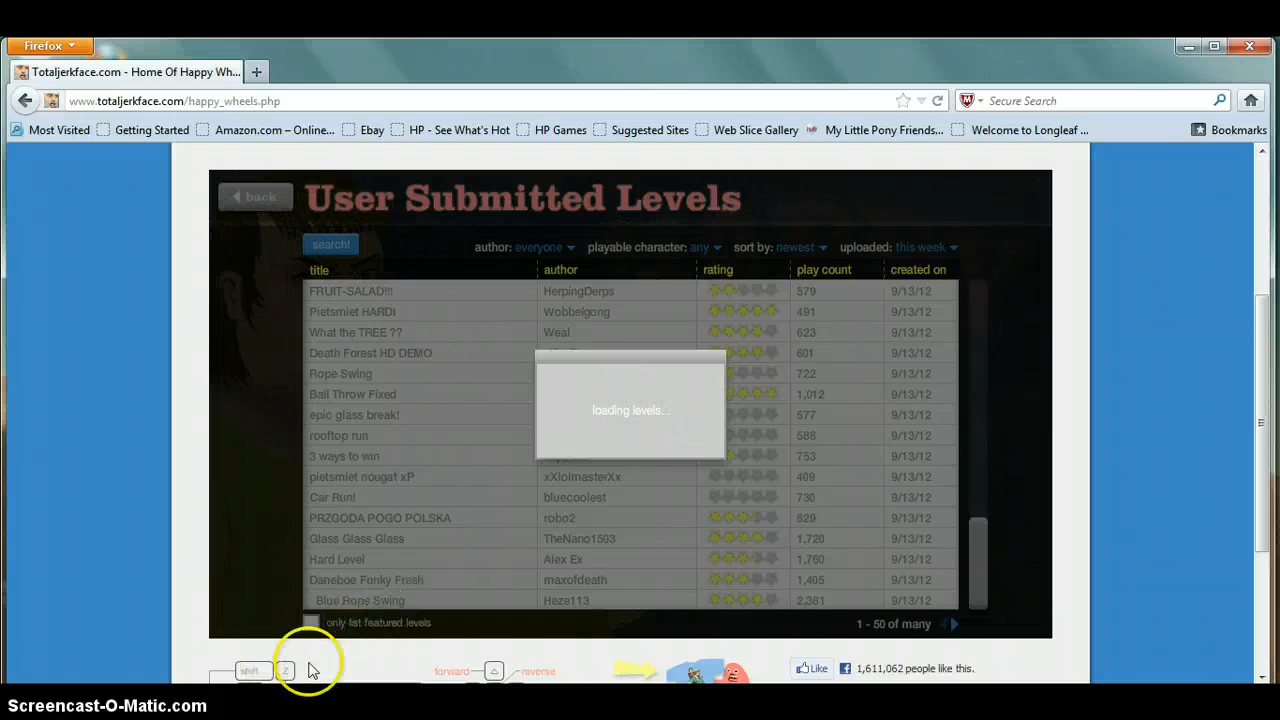 Firefox
Totaljerkface.com - Home Of Happy Wh...
www.totaljerkface.com/happy_wheels.php
Secure Search
Most Visited Getting Started Amazon.com – Online... Ebay HP - See What's Hot HP Games Suggested Sites Web Slice Gallery My Little Pony Friends... Welcome to Longleaf ... Bookmarks
back User Submitted Levels
search! author: everyone playable character: any sort by: newest uploaded: this week
title author rating play count created on
FRUIT-SALAD!!! HerpingDerps 579 9/13/12
Pietsmiet HARDI Wobbelgong 491 9/13/12
What the TREE ?? Weal 623 9/13/12
Death Forest HD DEMO 601 9/13/12
Rope Swing 722 9/13/12
Ball Throw Fixed 1,012 9/13/12
epic glass break! 577 9/13/12
loading levels...
rooftop run 588 9/13/12
3 ways to win 753 9/13/12
pietsmiet nougat xP xXloimasterXx 409 9/13/12
Car Run! bluecoolest 730 9/13/12
PRZGODA POGO POLSKA robo2 829 9/13/12
Glass Glass Glass TheNano1503 1,720 9/13/12
Hard Level Alex Ex 1,760 9/13/12
Daneboe Funky Fresh maxofdeath 1,405 9/13/12
Blue Rope Swing Heze113 2,381 9/13/12
only list featured levels 1 - 50 of many
shift Z forward reverse Like 1,611,062 people like this.
Screencast-O-Matic.com